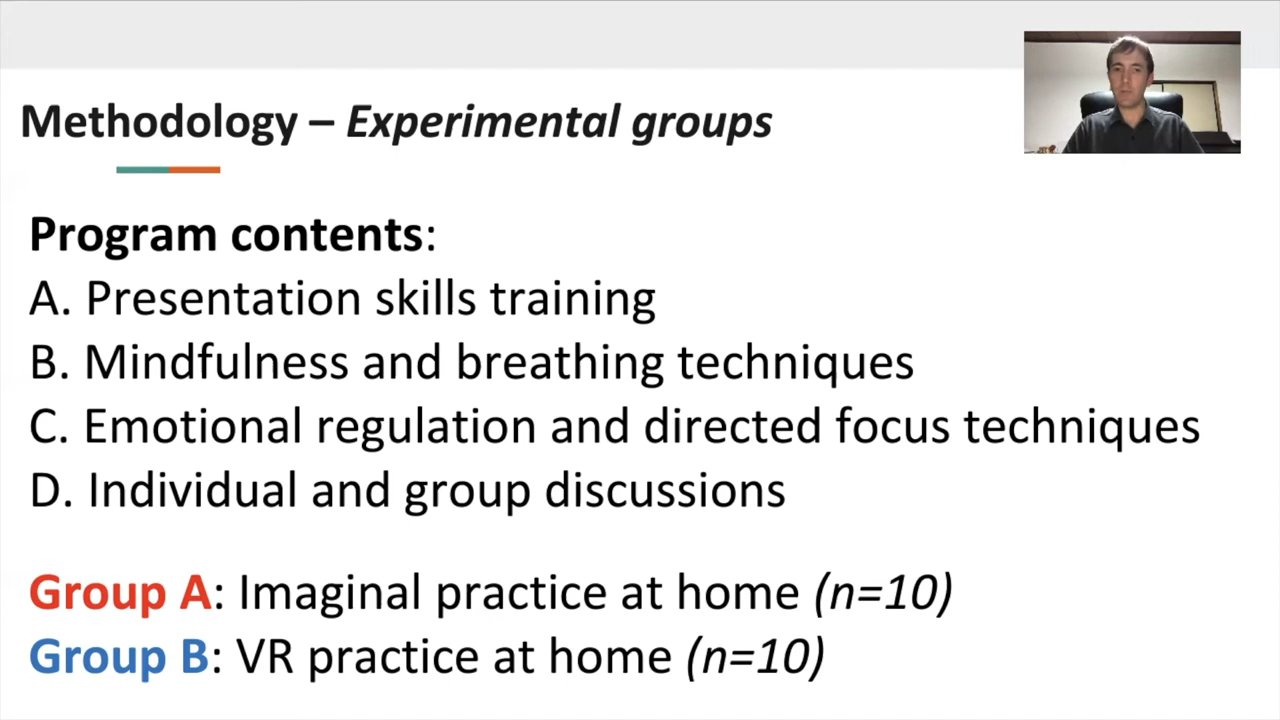 Methodology – Experimental groups
Program contents:
A. Presentation skills training
B. Mindfulness and breathing techniques
C. Emotional regulation and directed focus techniques
D. Individual and group discussions
Group A: Imaginal practice at home (n=10)
Group B: VR practice at home (n=10)